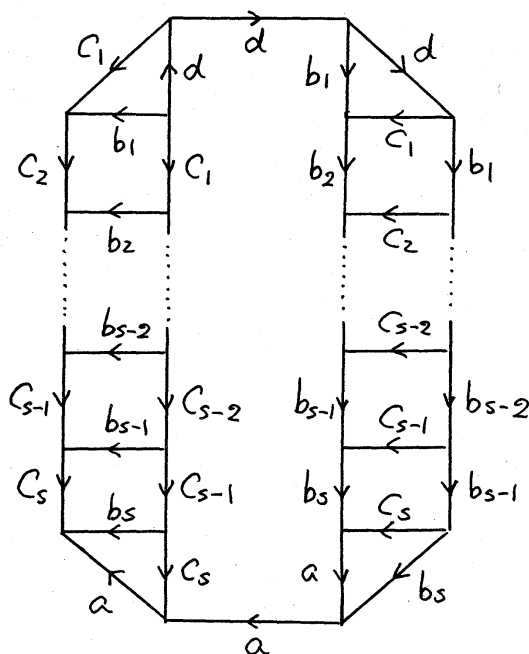 d
C1 d b1 d
b1 C1
C2 C1 b2 b1
b2 C2
bs-2 Cs-2
Cs-1 Cs-2 bs-1 bs-2
bs-1 Cs-1
Cs Cs-1 bs bs-1
bs Cs
a Cs a bs
a